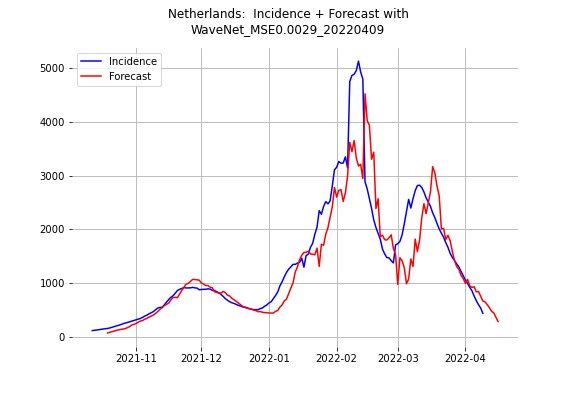 Netherlands:  Incidence + Forecast with
WaveNet_MSE0.0029_20220409
Incidence
Forecast
5000
4000
3000
2000
1000
0
2021-11 2021-12 2022-01 2022-02 2022-03 2022-04